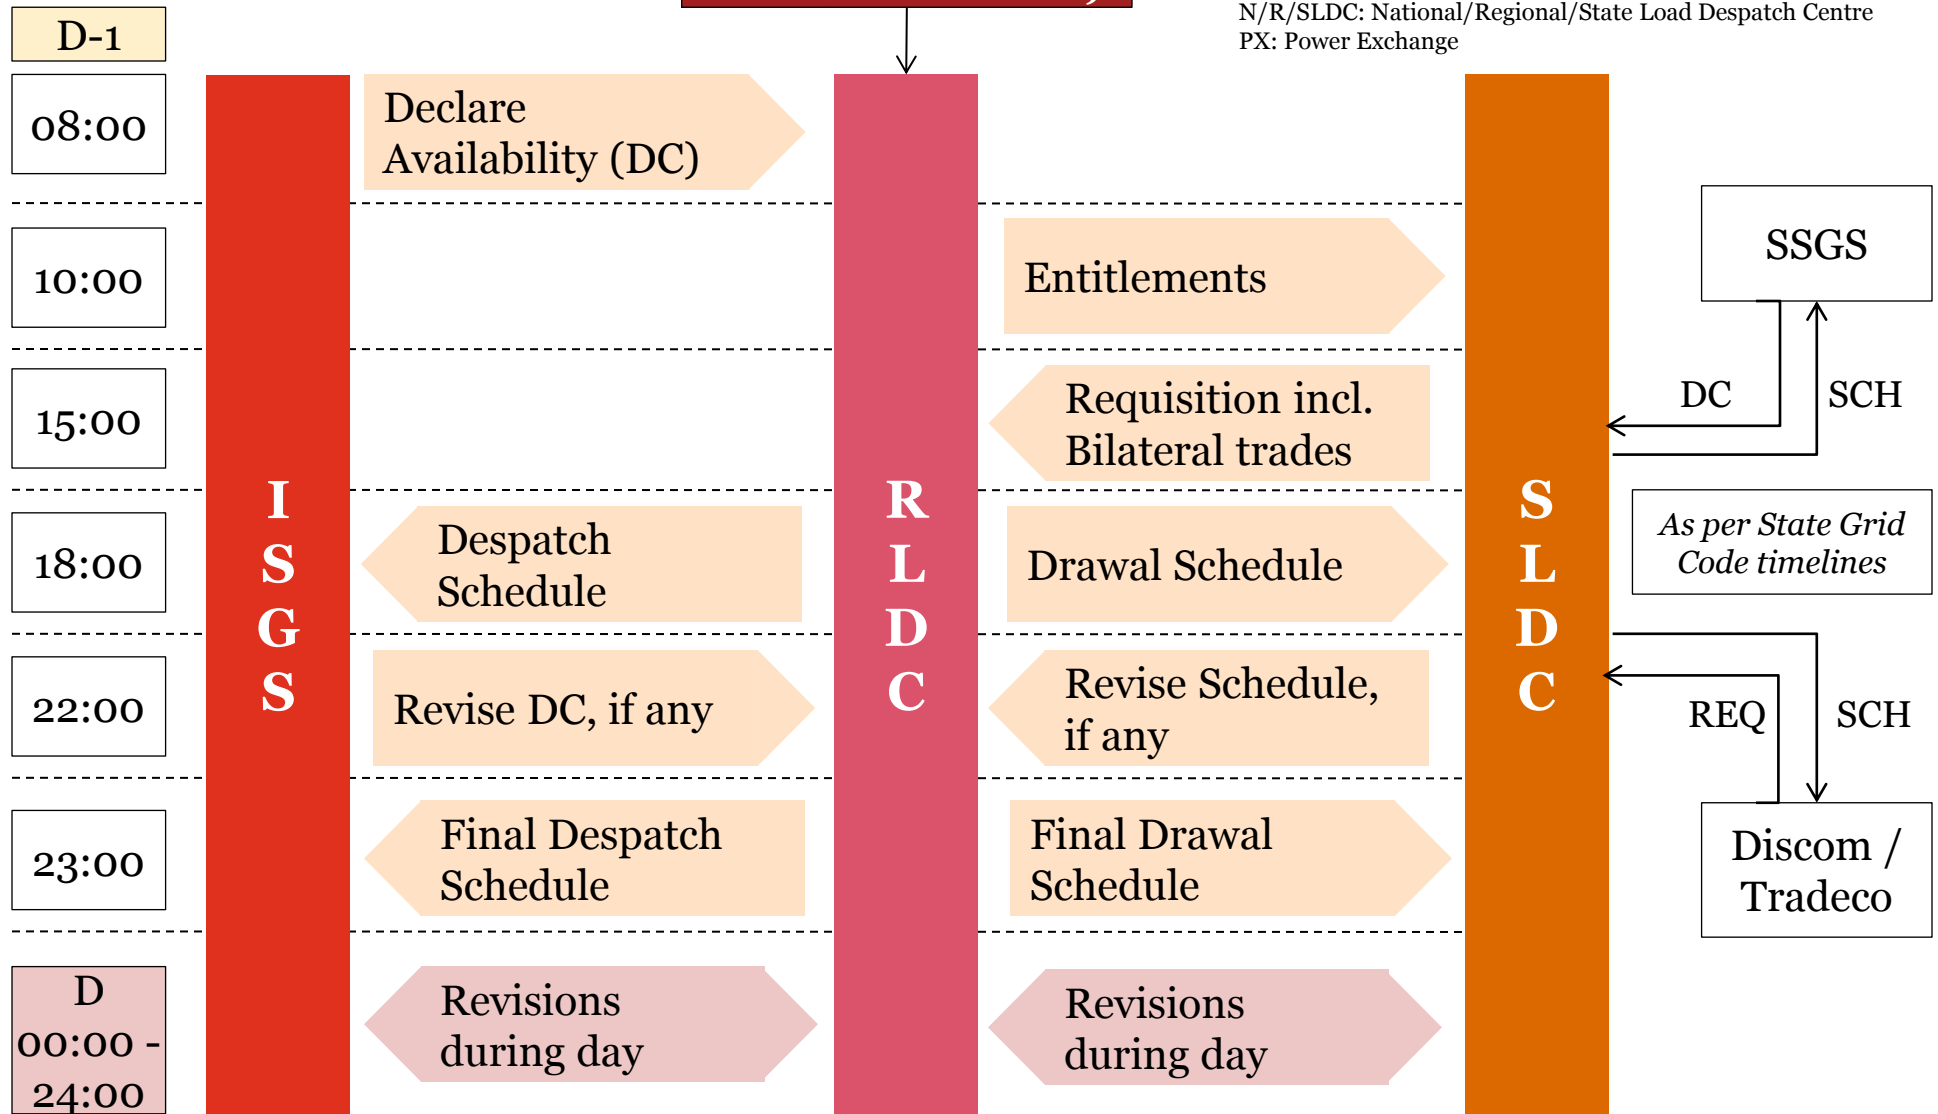 N/R/SLDC: National/Regional/State Load Despatch Centre
PX: Power Exchange
D-1
08:00
Declare
Availability (DC)
10:00
Entitlements
SSGS
15:00
Requisition incl.
Bilateral trades
DC
SCH
I
S
G
S
R
L
D
C
S
L
D
C
18:00
Despatch
Schedule
Drawal Schedule
As per State Grid
Code timelines
22:00
Revise DC, if any
Revise Schedule,
if any
REQ
SCH
23:00
Final Despatch
Schedule
Final Drawal
Schedule
Discom /
Tradeco
D
00:00 -
24:00
Revisions
during day
Revisions
during day